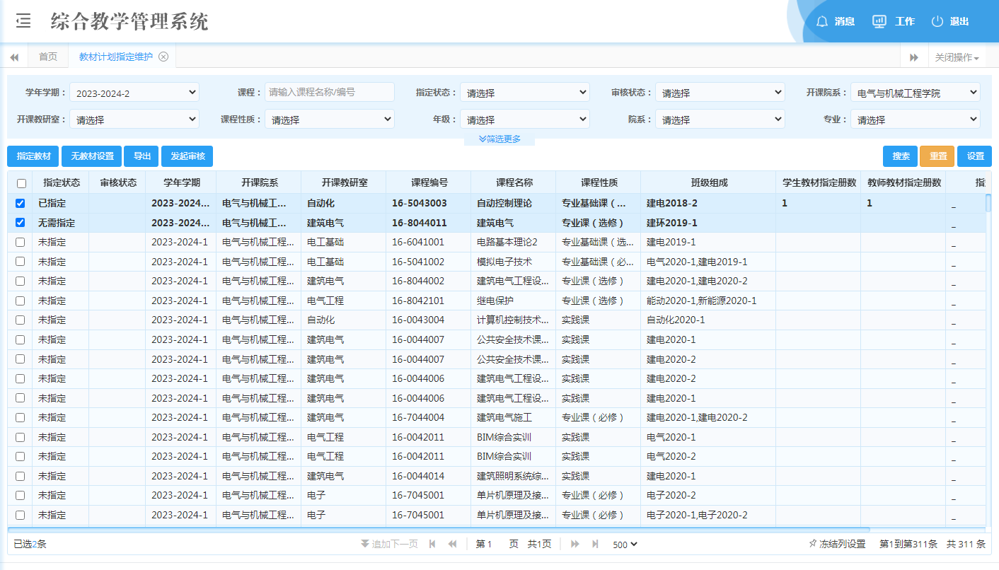 综合教学管理系统 消息 工作 退出
首页 教材计划指定维护 关闭操作
学年学期： 2023-2024-2 课程： 请输入课程名称/编号 指定状态： 请选择 审核状态： 请选择 开课院系： 电气与机械工程学院
开课教研室： 请选择 课程性质： 请选择 年级： 请选择 院系： 请选择 专业： 请选择
筛选更多
指定教材 无教材设置 导出 发起审核 搜索 重置 设置
指定状态 审核状态 学年学期 开课院系 开课教研室 课程编号 课程名称 课程性质 班级组成 学生教材指定册数 教师教材指定册数 指
已指定 2023-2024... 电气与机械工... 自动化 16-5043003 自动控制理论 专业基础课（... 建电2018-2 1 1 _
无需指定 2023-2024... 电气与机械工... 建筑电气 16-8044011 建筑电气 专业课（选修） 建环2019-1 _
未指定 2023-2024-1 电气与机械工程... 电工基础 16-6041001 电路基本理论2 专业基础课（选... 建电2019-1 _
未指定 2023-2024-1 电气与机械工程... 电工基础 16-5041002 模拟电子技术 专业基础课（必... 电气2020-1,建电2019-1 _
未指定 2023-2024-1 电气与机械工程... 建筑电气 16-8044002 建筑电气工程设... 专业课（选修） 建电2020-1,建电2020-2 _
未指定 2023-2024-1 电气与机械工程... 电气工程 16-8042101 继电保护 专业课（选修） 能动2020-1,新能源2020-1 _
未指定 2023-2024-1 电气与机械工程... 自动化 16-0043004 计算机控制技术... 实践课 自动化2020-1 _
未指定 2023-2024-1 电气与机械工程... 建筑电气 16-0044007 公共安全技术课... 实践课 建电2020-1 _
未指定 2023-2024-1 电气与机械工程... 建筑电气 16-0044007 公共安全技术课... 实践课 建电2020-2 _
未指定 2023-2024-1 电气与机械工程... 建筑电气 16-0044006 建筑电气工程设... 实践课 建电2020-2 _
未指定 2023-2024-1 电气与机械工程... 建筑电气 16-0044006 建筑电气工程设... 实践课 建电2020-1 _
未指定 2023-2024-1 电气与机械工程... 建筑电气 16-7044004 建筑电气施工 专业课（必修） 建电2020-1,建电2020-2 _
未指定 2023-2024-1 电气与机械工程... 电气工程 16-0042011 BIM综合实训 实践课 电气2020-1 _
未指定 2023-2024-1 电气与机械工程... 电气工程 16-0042011 BIM综合实训 实践课 电气2020-2 _
未指定 2023-2024-1 电气与机械工程... 建筑电气 16-0044014 建筑照明系统综... 实践课 建电2020-1 _
未指定 2023-2024-1 电气与机械工程... 电子 16-7045001 单片机原理及接... 专业课（必修） 电子2020-2 _
未指定 2023-2024-1 电气与机械工程... 电子 16-7045001 单片机原理及接... 专业课（必修） 电子2020-1,电子2020-2 _
已选2条 追加下一页 第 1 页 共1页 500 冻结列设置 第1到第311条 共 311 条